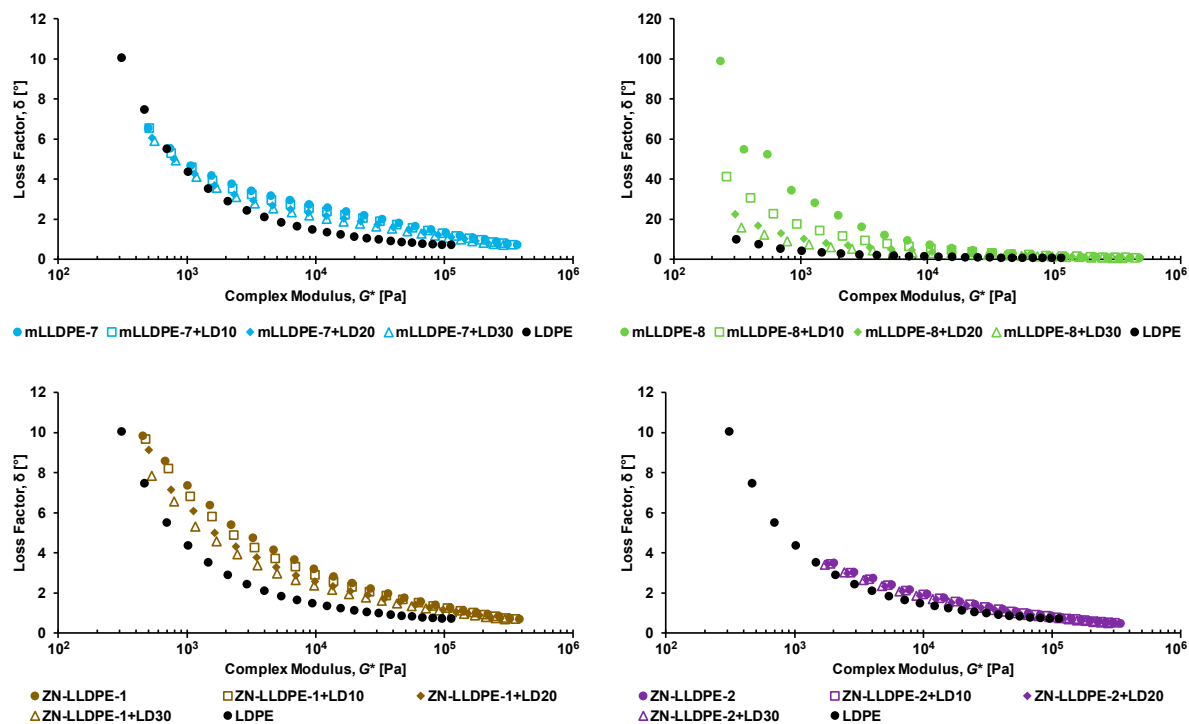 12
10
8
6
4
2
0
Loss Factor, δ [°]
10² 10³ 10⁴ 10⁵ 10⁶
Complex Modulus, G* [Pa]
mLLDPE-7 mLLDPE-7+LD10 mLLDPE-7+LD20 mLLDPE-7+LD30 LDPE
120
100
80
60
40
20
0
Loss Factor, δ [°]
10² 10³ 10⁴ 10⁵ 10⁶
Complex Modulus, G* [Pa]
mLLDPE-8 mLLDPE-8+LD10 mLLDPE-8+LD20 mLLDPE-8+LD30 LDPE
12
10
8
6
4
2
0
Loss Factor, δ [°]
10² 10³ 10⁴ 10⁵ 10⁶
Complex Modulus, G* [Pa]
ZN-LLDPE-1 ZN-LLDPE-1+LD10 ZN-LLDPE-1+LD20
ZN-LLDPE-1+LD30 LDPE
12
10
8
6
4
2
0
Loss Factor, δ [°]
10² 10³ 10⁴ 10⁵ 10⁶
Complex Modulus, G* [Pa]
ZN-LLDPE-2 ZN-LLDPE-2+LD10 ZN-LLDPE-2+LD20
ZN-LLDPE-2+LD30 LDPE